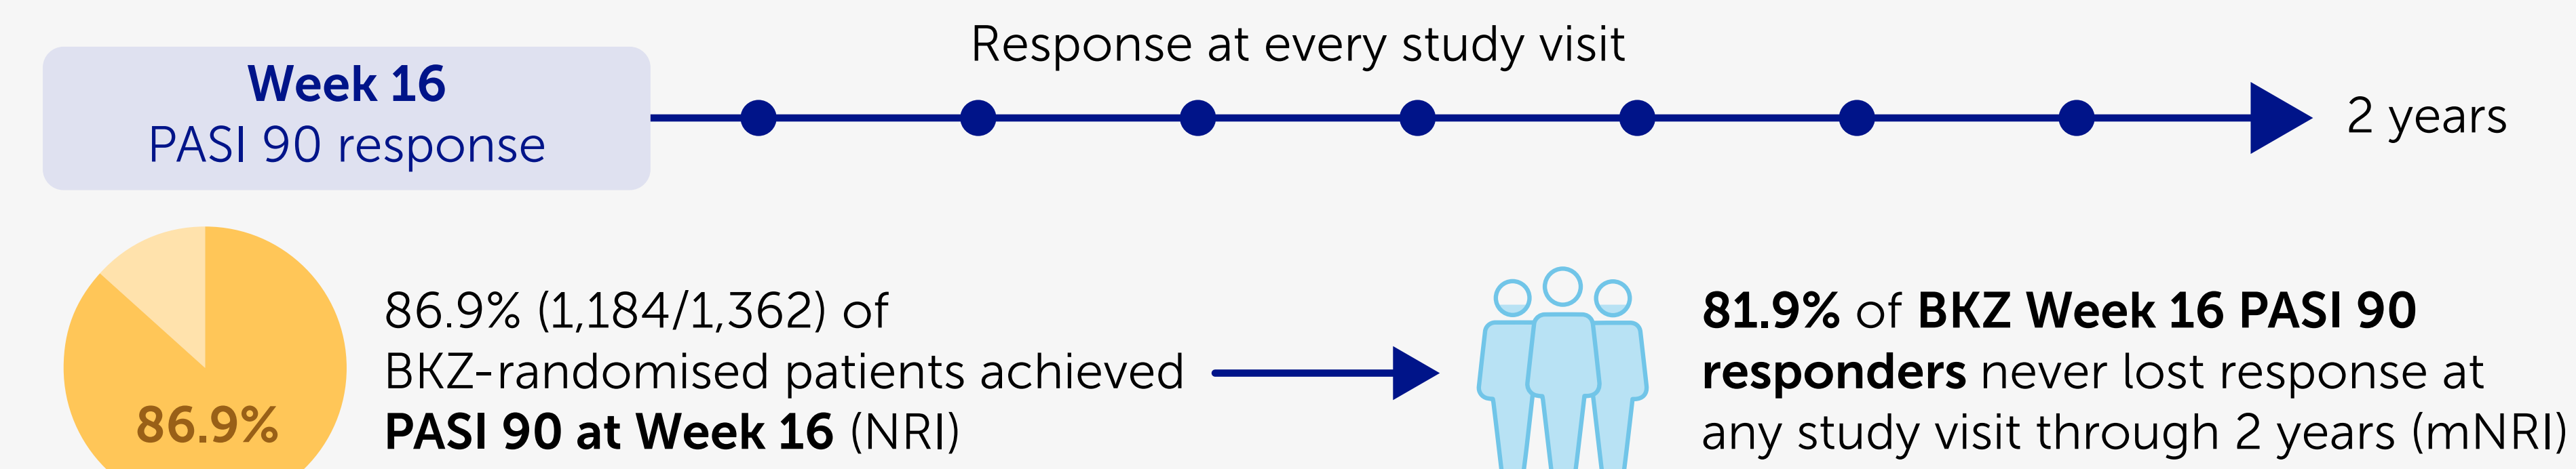 Response at every study visit
Week 16
PASI 90 response
2 years
86.9%
86.9% (1,184/1,362) of
BKZ-randomised patients achieved
PASI 90 at Week 16 (NRI)
81.9% of BKZ Week 16 PASI 90
responders never lost response at
any study visit through 2 years (mNRI)